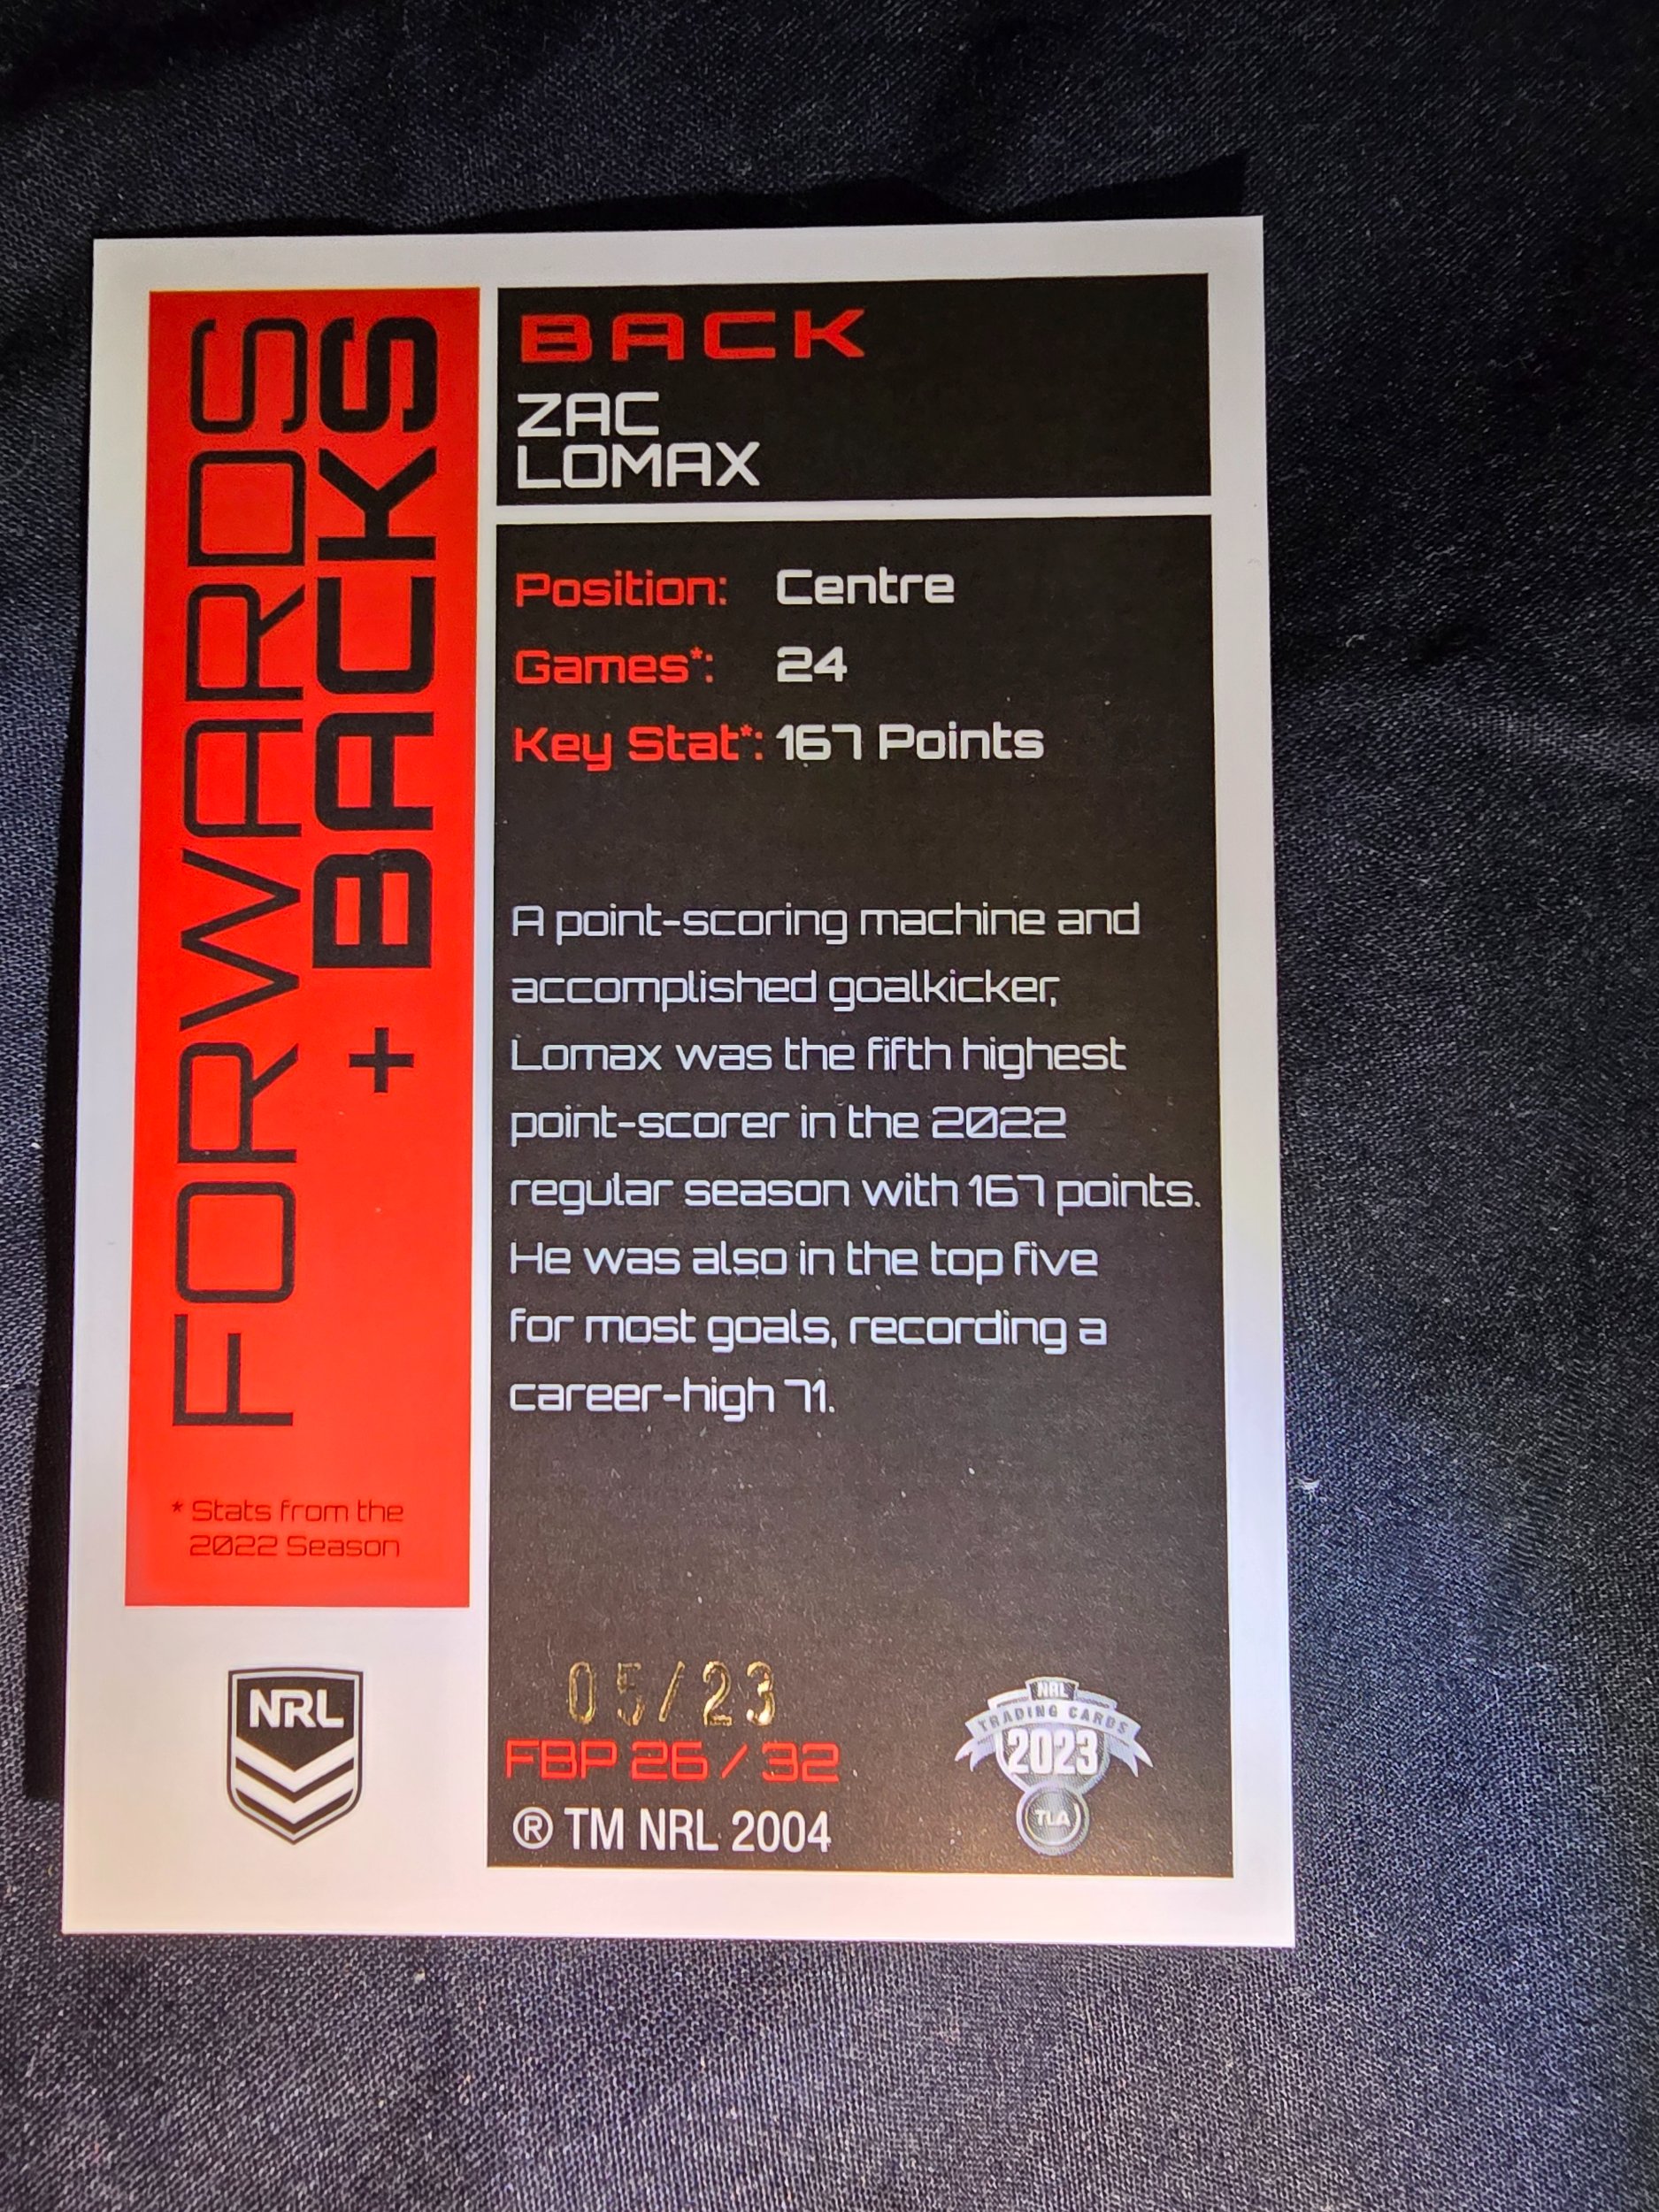 FORWARDS
+ BACKS
* Stats from the
2022 Season
NRL
BACK
ZAC
LOMAX
Position: Centre
Games*: 24
Key Stat*: 167 Points
A point-scoring machine and
accomplished goalkicker,
Lomax was the fifth highest
point-scorer in the 2022
regular season with 167 points.
He was also in the top five
for most goals, recording a
career-high 71.
05/23
FBP 26 / 32
® TM NRL 2004
NRL
TRADING CARDS
2023
TLA